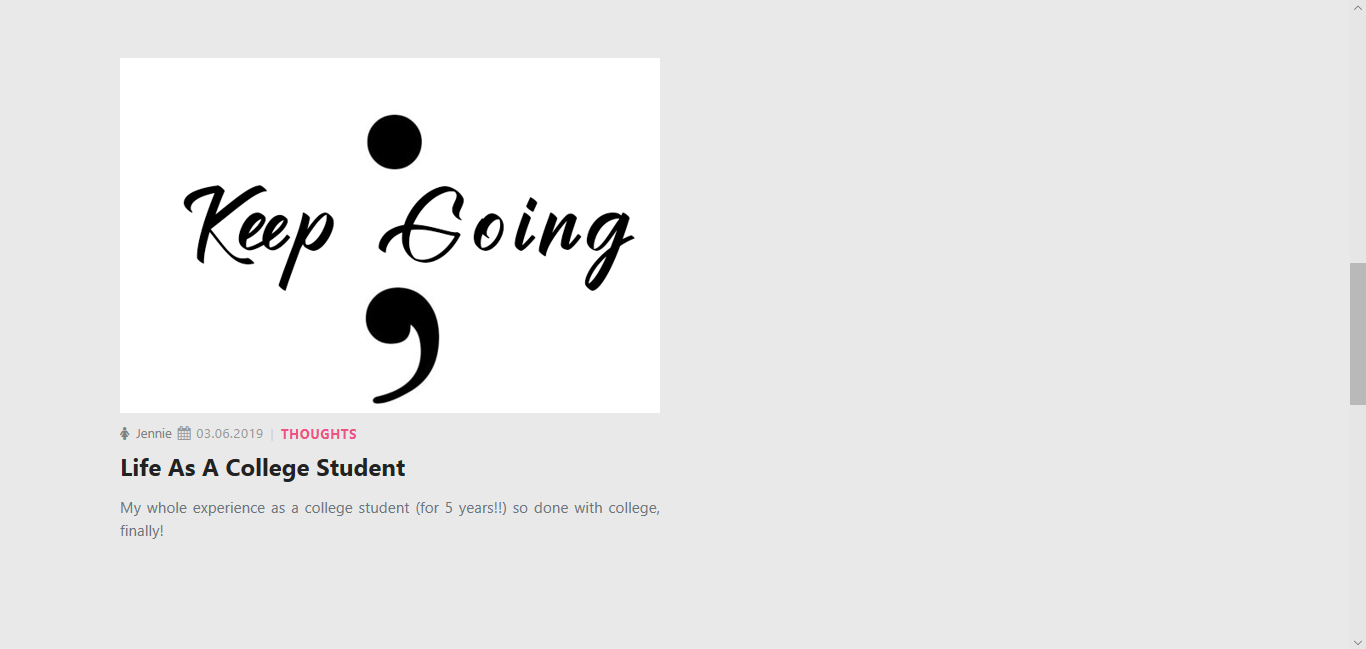 Keep ; Going
Jennie 03.06.2019 | THOUGHTS
Life As A College Student
My whole experience as a college student (for 5 years!!) so done with college,
finally!